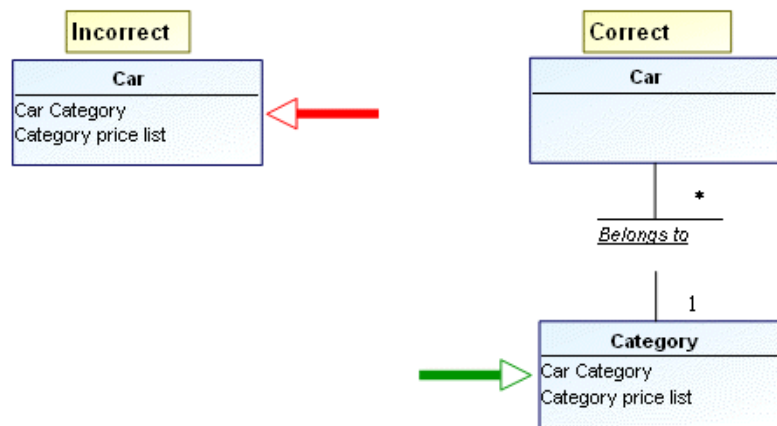 Incorrect
Car
Car Category
Category price list
Correct
Car
*
Belongs to
1
Category
Car Category
Category price list